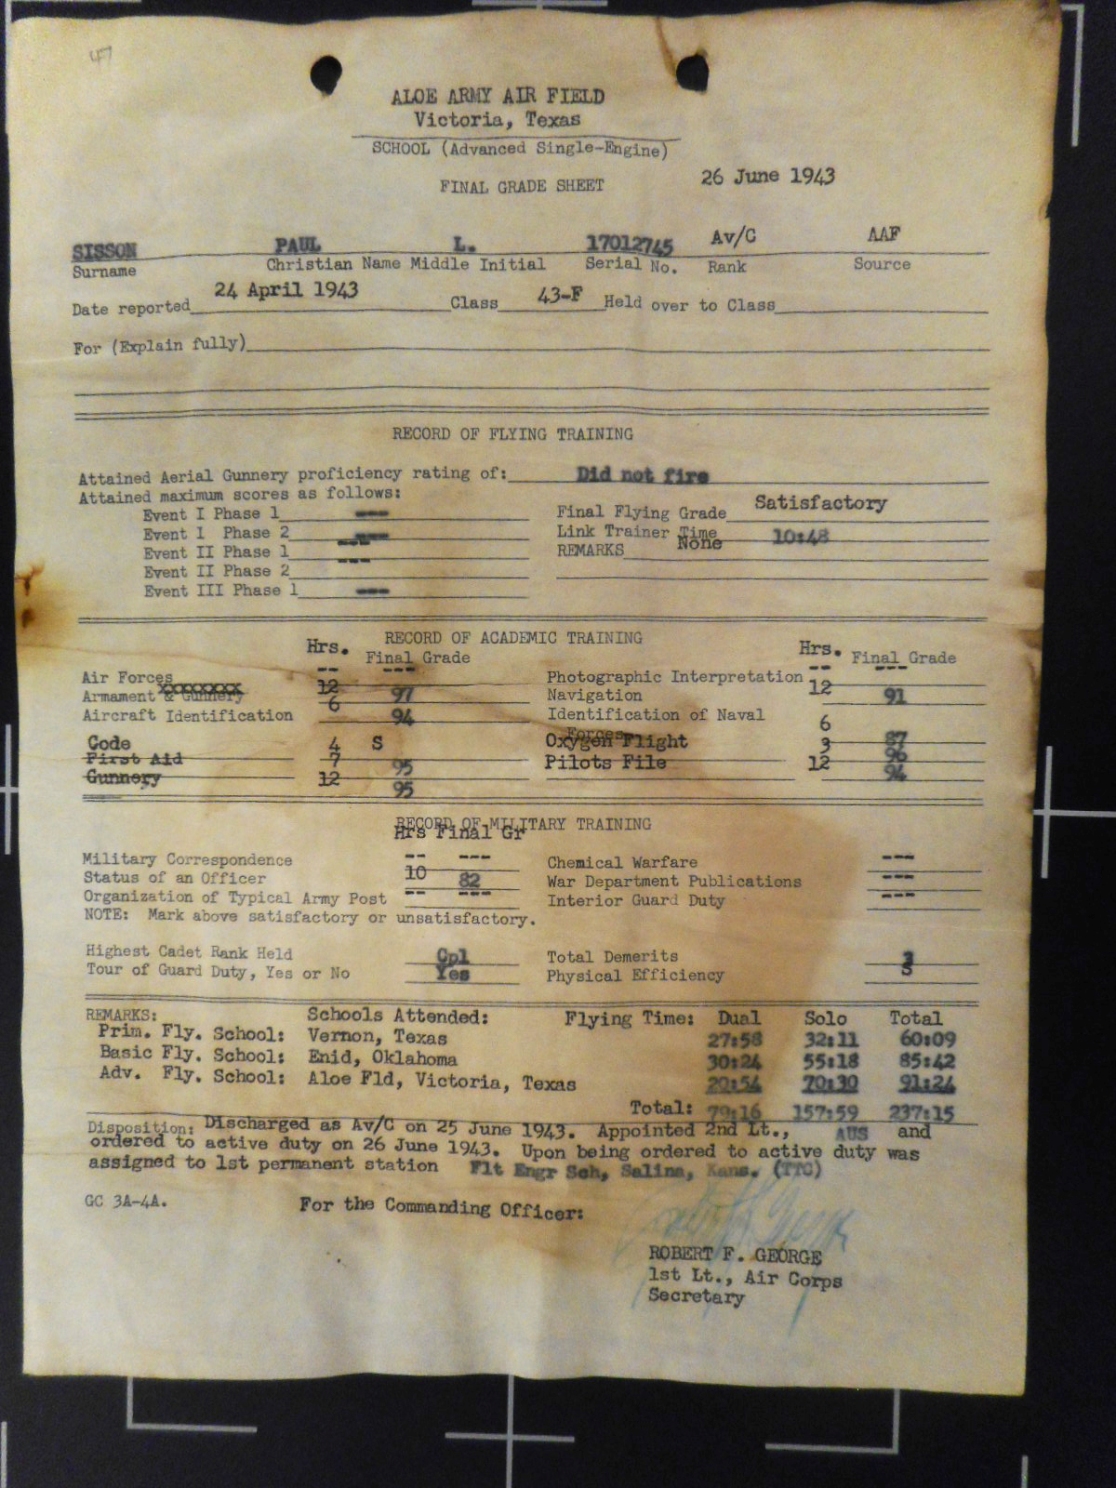 47
ALOE ARMY AIR FIELD
Victoria, Texas
SCHOOL (Advanced Single-Engine)
FINAL GRADE SHEET 26 June 1943
SISSON PAUL L. 17012745 Av/C AAF
Surname Christian Name Middle Initial Serial No. Rank Source
Date reported 24 April 1943 Class 43-F Held over to Class
For (Explain fully)
RECORD OF FLYING TRAINING
Attained Aerial Gunnery proficiency rating of: Did not fire
Attained maximum scores as follows:
Event I Phase 1 --- Final Flying Grade Satisfactory
Event I Phase 2 --- Link Trainer Time 10:48
Event II Phase 1 --- REMARKS None
Event II Phase 2 ---
Event III Phase 1 ---
RECORD OF ACADEMIC TRAINING
Hrs. Final Grade Hrs. Final Grade
Air Forces -- --- Photographic Interpretation -- ---
Armament & Gunnery 12 97 Navigation 12 91
Aircraft Identification 6 94 Identification of Naval
Forces 6 87
Code 4 S Oxygen Flight 3 96
First Aid 7 95 Pilots File 12 94
Gunnery 12 95
RECORD OF MILITARY TRAINING
Hrs Final Gr
Military Correspondence -- --- Chemical Warfare ---
Status of an Officer 10 82 War Department Publications ---
Organization of Typical Army Post -- --- Interior Guard Duty ---
NOTE: Mark above satisfactory or unsatisfactory.
Highest Cadet Rank Held Cpl Total Demerits 3
Tour of Guard Duty, Yes or No Yes Physical Efficiency S
REMARKS: Schools Attended: Flying Time: Dual Solo Total
Prim. Fly. School: Vernon, Texas 27:58 32:11 60:09
Basic Fly. School: Enid, Oklahoma 30:24 55:18 85:42
Adv. Fly. School: Aloe Fld, Victoria, Texas 20:54 70:30 91:24
Total: 79:16 157:59 237:15
Disposition: Discharged as Av/C on 25 June 1943. Appointed 2nd Lt., AUS and
ordered to active duty on 26 June 1943. Upon being ordered to active duty was
assigned to 1st permanent station Flt Engr Sch, Salina, Kans. (TTC)
GC 3A-4A. For the Commanding Officer:
ROBERT F. GEORGE
1st Lt., Air Corps
Secretary